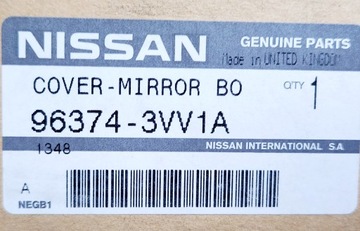 NISSAN
GENUINE PARTS
Made in UNITED KINGDOM
COVER-MIRROR BO
QTY 1
96374-3VV1A
1348
NISSAN INTERNATIONAL S.A.
A
NEGB1